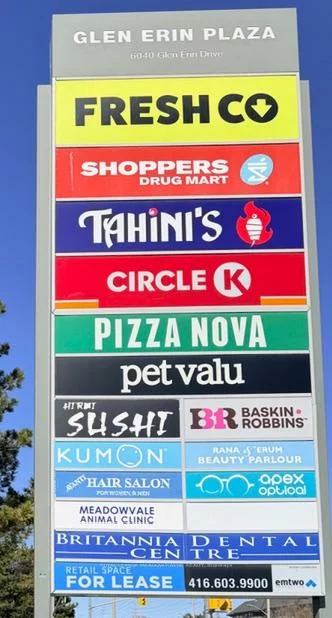 GLEN ERIN PLAZA
6040 Glen Erin Drive
FRESHCO
SHOPPERS
DRUG MART
TAHINI'S
CIRCLE K
PIZZA NOVA
pet valu
SUSHI
BR BASKIN ROBBINS
KUMON
RANA & ERUM
BEAUTY PARLOUR
AVANTI HAIR SALON
FOR WOMEN & MEN
apex
optical
MEADOWVALE
ANIMAL CLINIC
BRITANNIA DENTAL
CENTRE
RETAIL SPACE
FOR LEASE
416.603.9900
emtwo